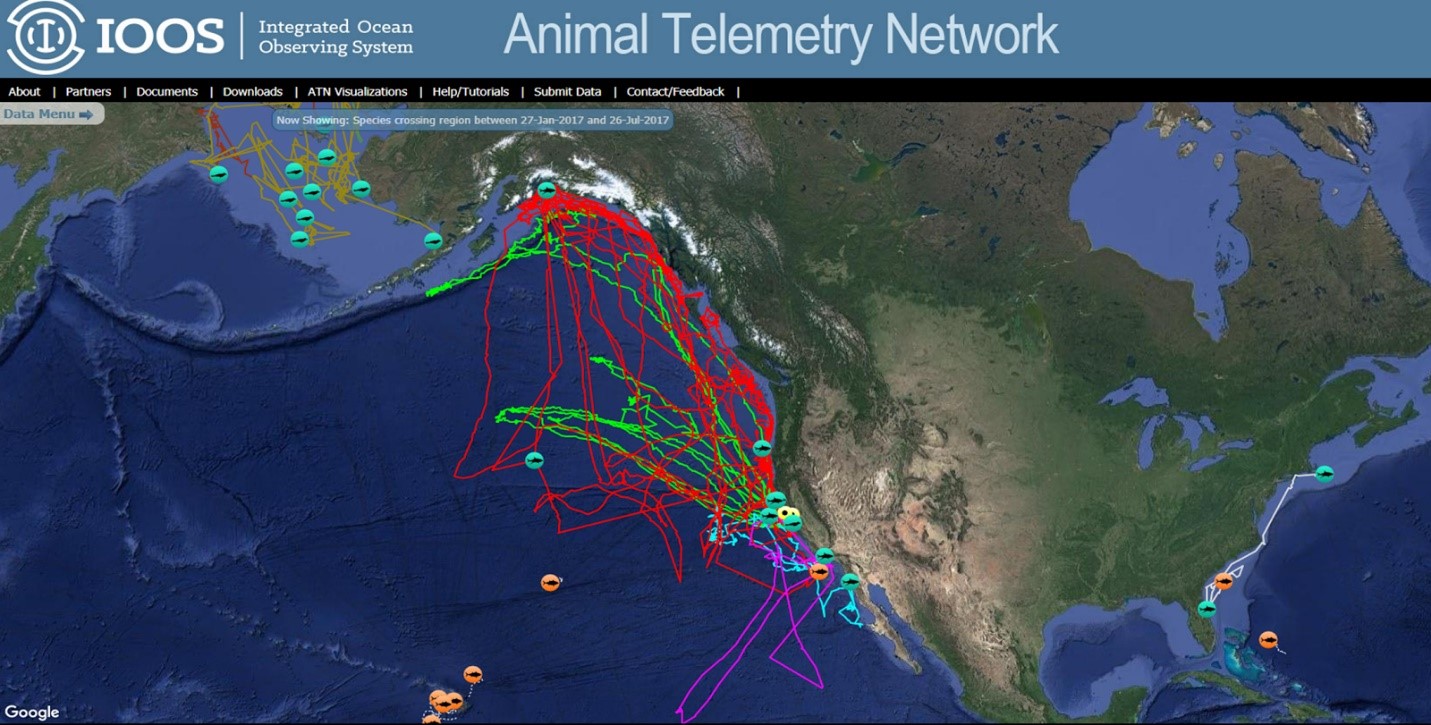 IOOS
Integrated Ocean
Observing System
Animal Telemetry Network
About | Partners | Documents | Downloads | ATN Visualizations | Help/Tutorials | Submit Data | Contact/Feedback |
Data Menu
Now Showing: Species crossing region between 27-Jan-2017 and 26-Jul-2017
Google